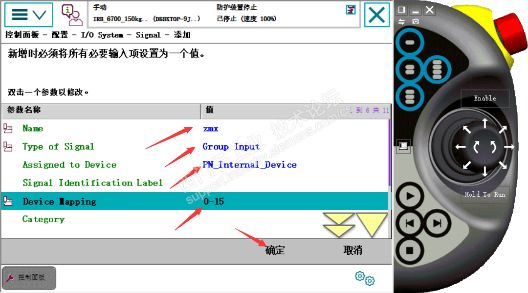 手动
防护装置停止
IRB_6700_150kg.. (DESKTOP-9J..)
已停止 (速度 100%)
控制面板 - 配置 - I/O System - Signal - 添加
新增时必须将所有必要输入项设置为一个值。
双击一个参数以修改。
参数名称
值
1 到 6 共 11
Name
zmx
Type of Signal
Group Input
Assigned to Device
PN_Internal_Device
Signal Identification Label
Device Mapping
0-15
Category
确定
取消
控制面板
Enable
Hold To Run